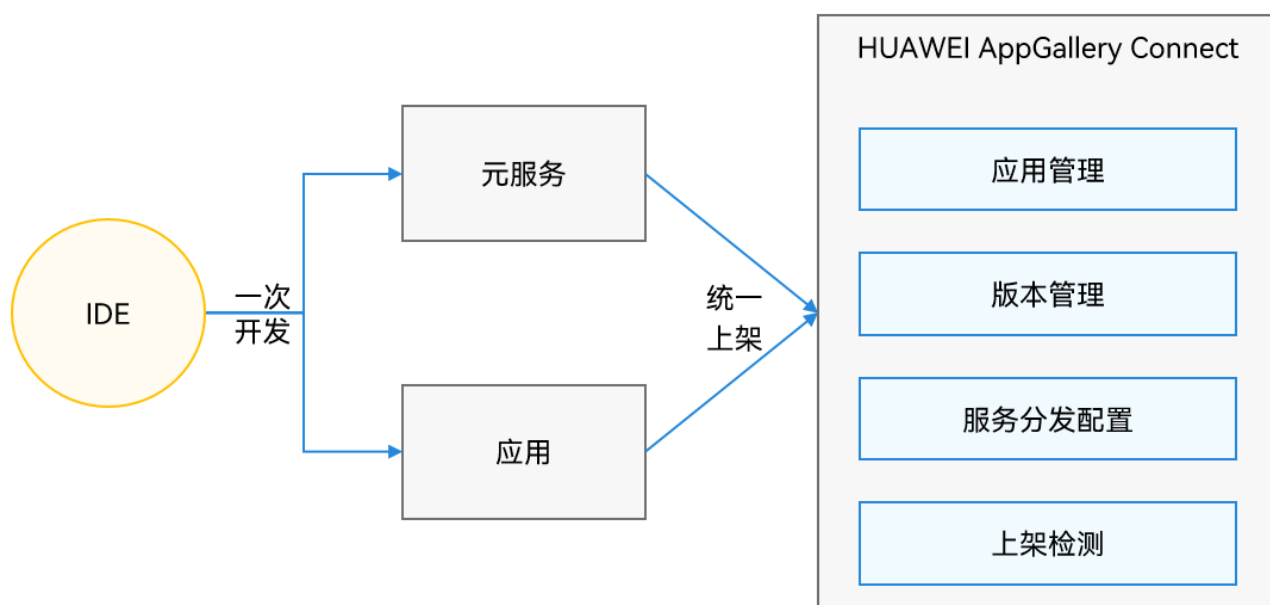 IDE
一次
开发
元服务
应用
统一
上架
HUAWEI AppGallery Connect
应用管理
版本管理
服务分发配置
上架检测